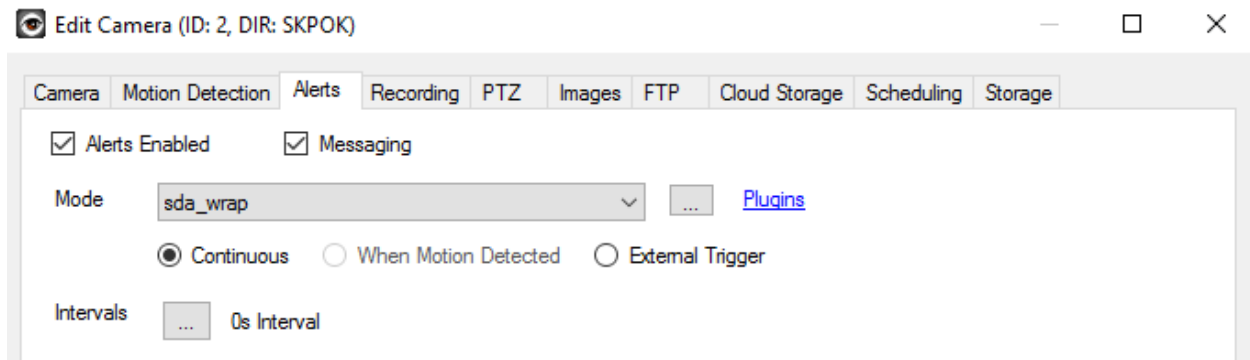 Edit Camera (ID: 2, DIR: SKPOK)
Camera Motion Detection Alerts Recording PTZ Images FTP Cloud Storage Scheduling Storage
Alerts Enabled Messaging
Mode sda_wrap ... Plugins
Continuous When Motion Detected External Trigger
Intervals ... 0s Interval